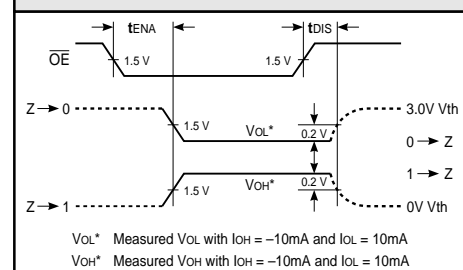 tENA tDIS
OE 1.5 V 1.5 V
Z → 0 3.0V Vth
1.5 V VOL* 0.2 V 0 → Z
1.5 V VOH* 0.2 V 1 → Z
Z → 1 0V Vth
VOL* Measured VOL with IOH = –10mA and IOL = 10mA
VOH* Measured VOH with IOH = –10mA and IOL = 10mA